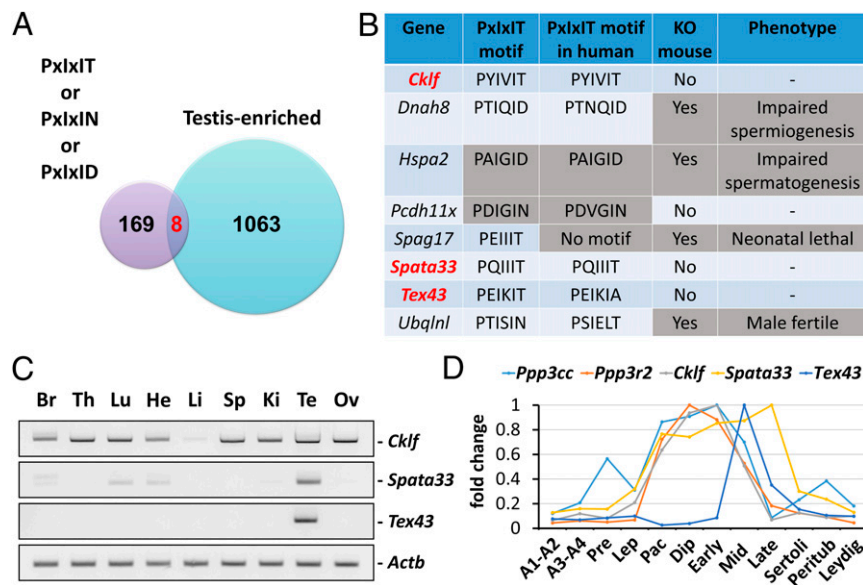 A
PxIxIT
or
PxIxIN
or
PxIxID
Testis-enriched
169 8 1063
B
Gene PxIxIT motif PxIxIT motif in human KO mouse Phenotype
Cklf PYIVIT PYIVIT No -
Dnah8 PTIQID PTNQID Yes Impaired spermiogenesis
Hspa2 PAIGID PAIGID Yes Impaired spermatogenesis
Pcdh11x PDIGIN PDVGIN No -
Spag17 PEIIIT No motif Yes Neonatal lethal
Spata33 PQIIIT PQIIIT No -
Tex43 PEIKIT PEIKIA No -
Ubqlnl PTISIN PSIELT Yes Male fertile
C
Br Th Lu He Li Sp Ki Te Ov
- Cklf
- Spata33
- Tex43
- Actb
D
Ppp3cc Ppp3r2 Cklf Spata33 Tex43
fold change
1
0.8
0.6
0.4
0.2
0
A1-A2 A3-A4 Pre Lep Pac Dip Early Mid Late Sertoli Peritub Leydig